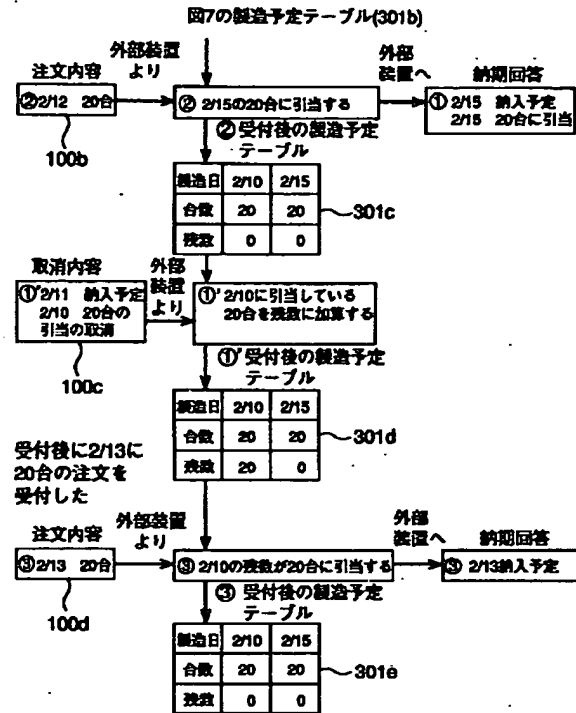 図7の製造予定テーブル(301b)
注文内容
外部装置
より
外部
装置へ
納期回答
②2/12 20台
② 2/15の20台に引当する
① 2/15 納入予定
2/15 20台に引当
100b
② 受付後の製造予定
テーブル
製造日 2/10 2/15
台数 20 20
残数 0 0
301c
取消内容
外部
装置
より
①'2/11 納入予定
2/10 20台の
引当の取消
①' 2/10に引当している
20台を残数に加算する
100c
①' 受付後の製造予定
テーブル
製造日 2/10 2/15
台数 20 20
残数 20 0
301d
受付後に2/13に
20台の注文を
受付した
注文内容
外部装置
より
外部
装置へ
納期回答
③2/13 20台
③ 2/10の残数が20台に引当する
③ 2/13納入予定
100d
③ 受付後の製造予定
テーブル
製造日 2/10 2/15
台数 20 20
残数 0 0
301e